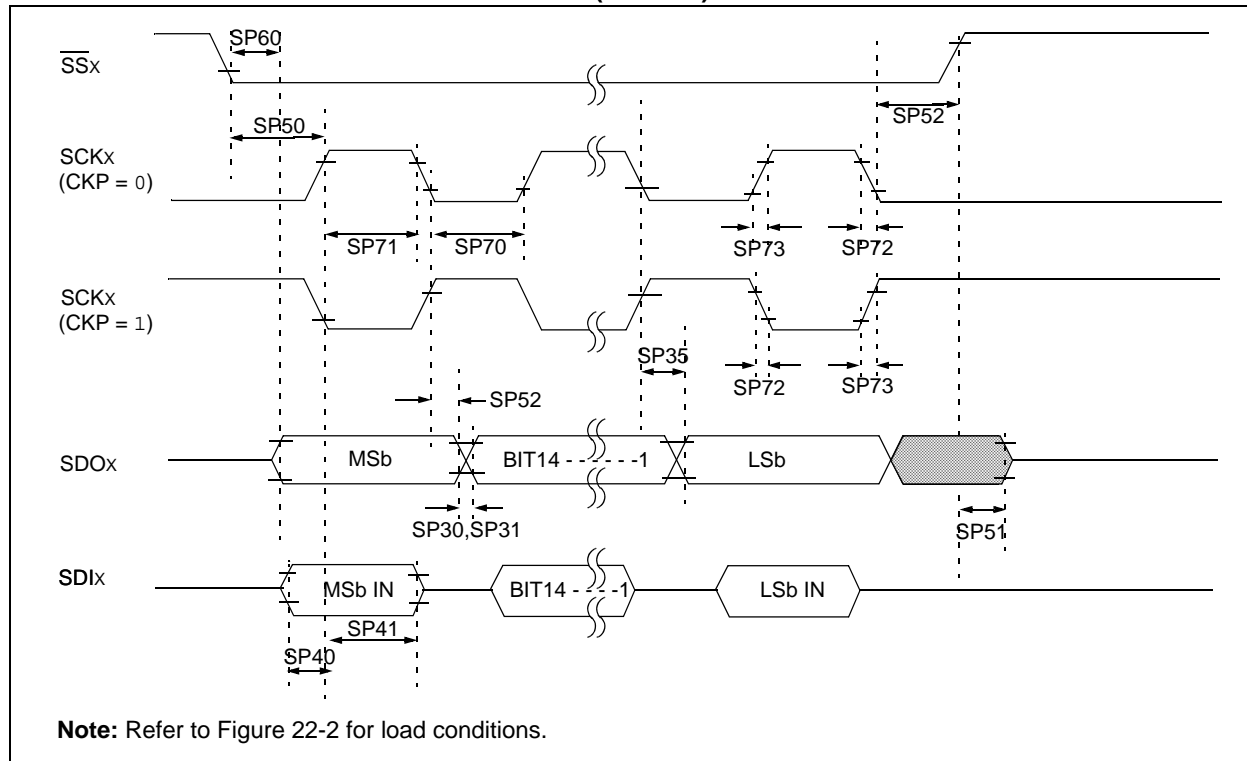 SP60
SSx
SP50
SP52
SCKx
(CKP = 0)
SP71
SP70
SP73
SP72
SCKx
(CKP = 1)
SP35
SP72
SP73
SP52
SDOx
MSb
BIT14 - - - - - -1
LSb
SP30,SP31
SP51
SDIx
MSb IN
BIT14 - - - -1
LSb IN
SP41
SP40
Note: Refer to Figure 22-2 for load conditions.